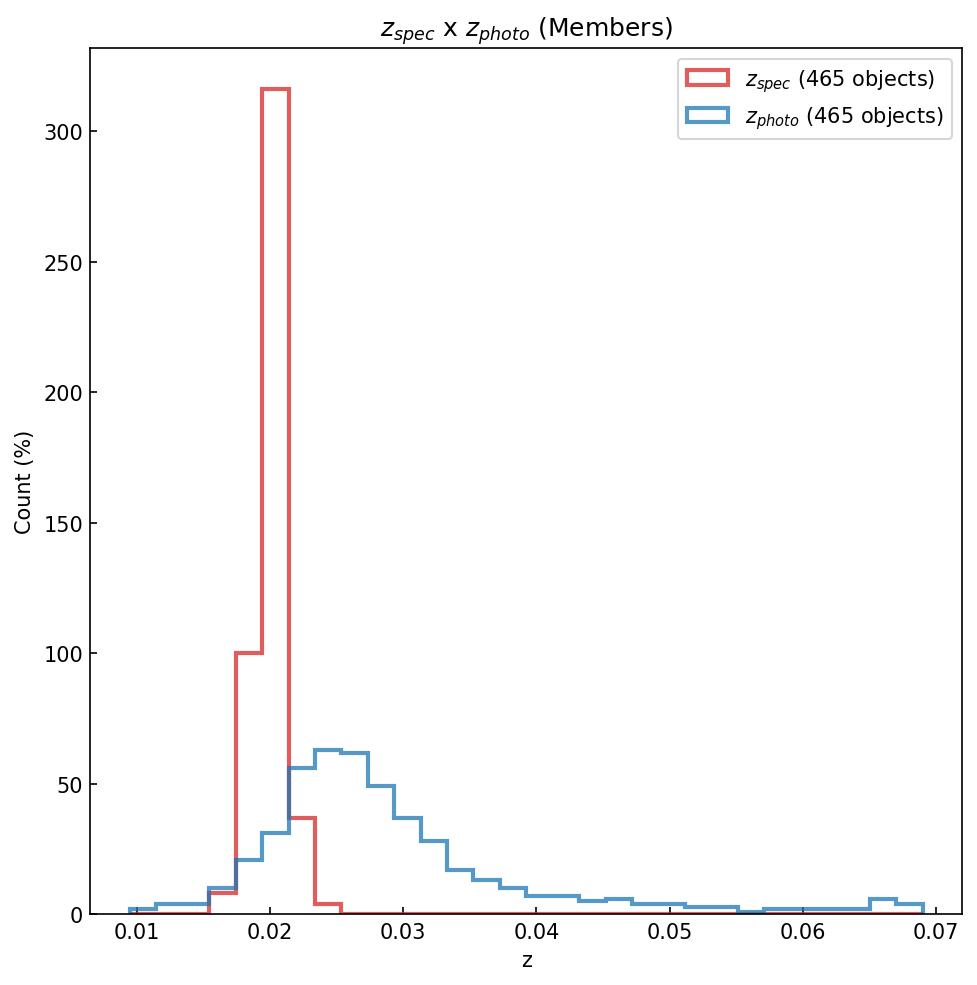 z_spec x z_photo (Members)
z_spec (465 objects)
z_photo (465 objects)
Count (%)
300
250
200
150
100
50
0
0.01 0.02 0.03 0.04 0.05 0.06 0.07
z